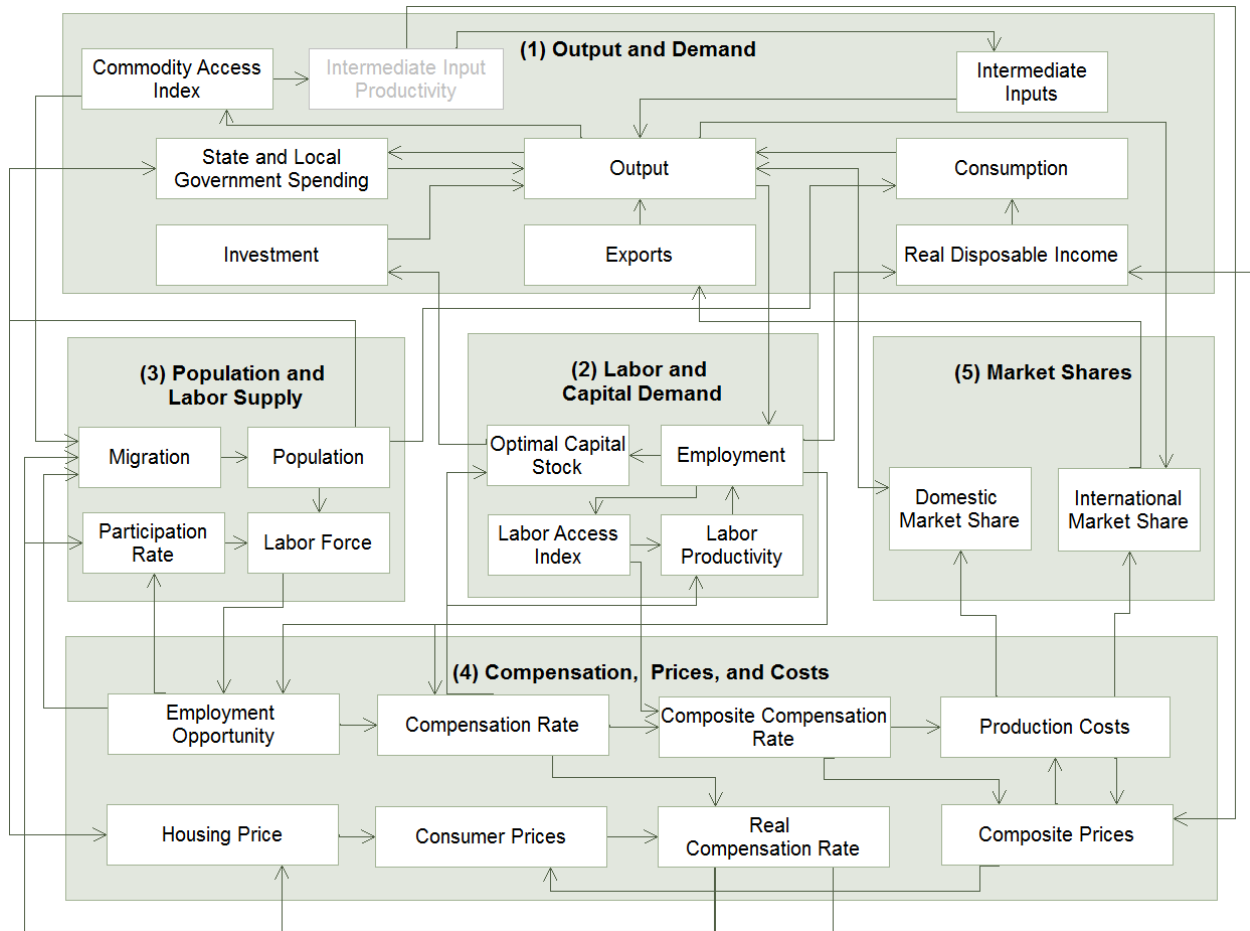 (1) Output and Demand
Commodity Access
Index
Intermediate Input
Productivity
Intermediate
Inputs
State and Local
Government Spending
Output
Consumption
Investment
Exports
Real Disposable Income
(3) Population and
Labor Supply
Migration
Population
Participation
Rate
Labor Force
(2) Labor and
Capital Demand
Optimal Capital
Stock
Employment
Labor Access
Index
Labor
Productivity
(5) Market Shares
Domestic
Market Share
International
Market Share
(4) Compensation, Prices, and Costs
Employment
Opportunity
Compensation Rate
Composite Compensation
Rate
Production Costs
Housing Price
Consumer Prices
Real
Compensation Rate
Composite Prices